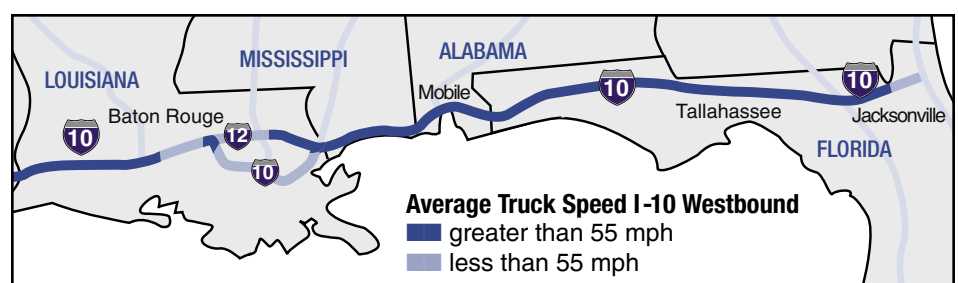 MISSISSIPPI
ALABAMA
LOUISIANA
10
10
Mobile
Baton Rouge
Tallahassee
Jacksonville
12
10
10
FLORIDA
Average Truck Speed I-10 Westbound
greater than 55 mph
less than 55 mph